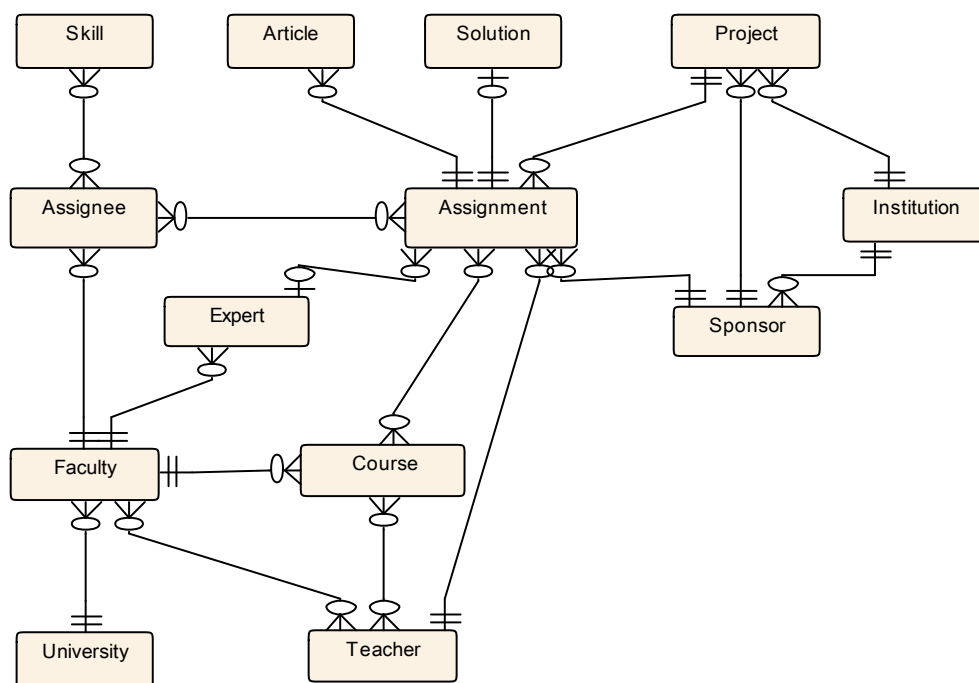 Skill
Article
Solution
Project
Assignee
Assignment
Institution
Expert
Sponsor
Faculty
Course
University
Teacher